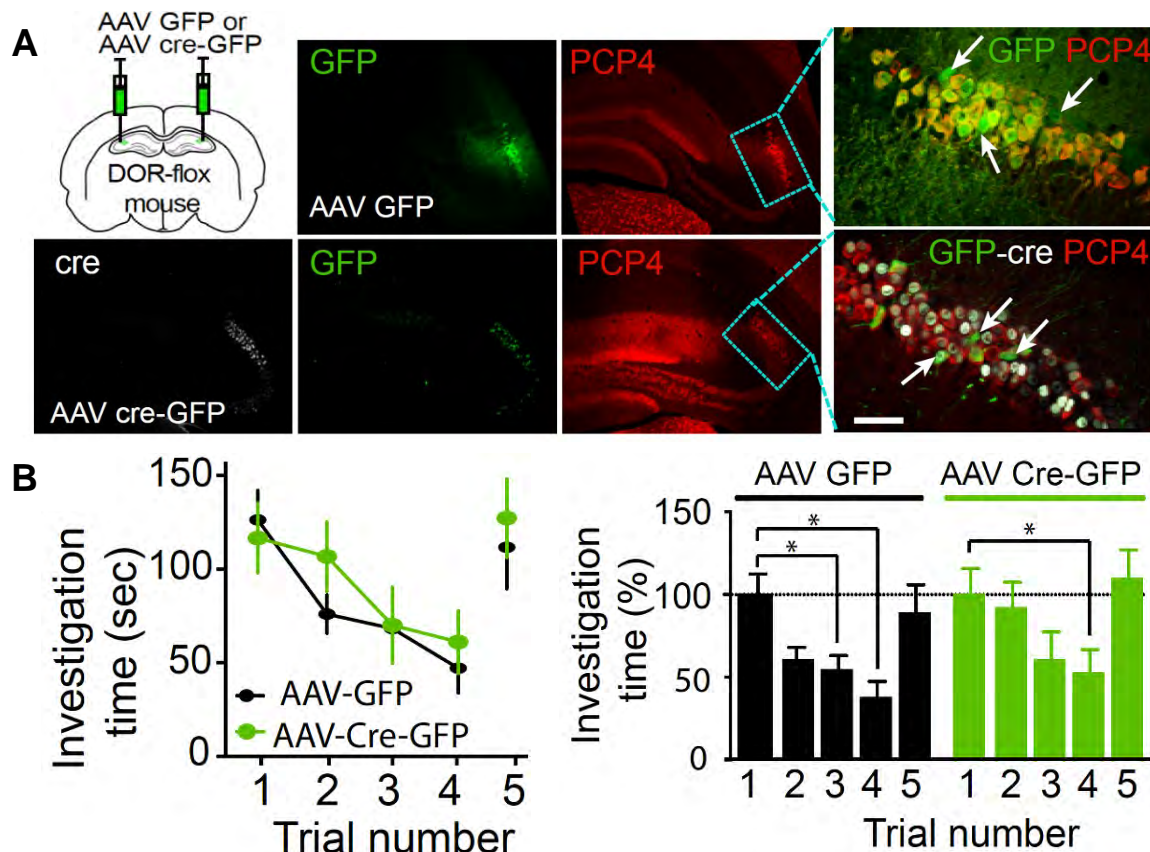 A
AAV GFP or
AAV cre-GFP
DOR-flox
mouse
GFP
AAV GFP
PCP4
GFP PCP4
cre
AAV cre-GFP
GFP
PCP4
GFP-cre PCP4
B
Investigation
time (sec)
150
100
50
0
AAV-GFP
AAV-Cre-GFP
1 2 3 4 5
Trial number
AAV GFP
AAV Cre-GFP
Investigation
time (%)
150
100
50
0
*
*
*
1 2 3 4 5 1 2 3 4 5
Trial number